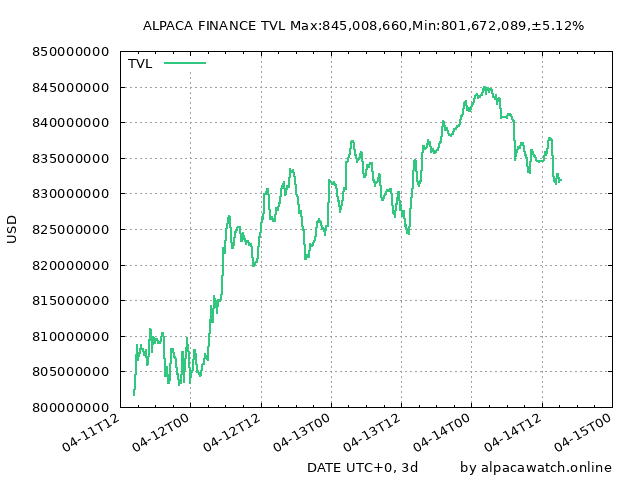 ALPACA FINANCE TVL Max:845,008,660,Min:801,672,089,±5.12%
TVL
850000000
845000000
840000000
835000000
830000000
825000000
820000000
815000000
810000000
805000000
800000000
USD
04-11T12
04-12T00
04-12T12
04-13T00
04-13T12
04-14T00
04-14T12
04-15T00
DATE UTC+0, 3d
by alpacawatch.online